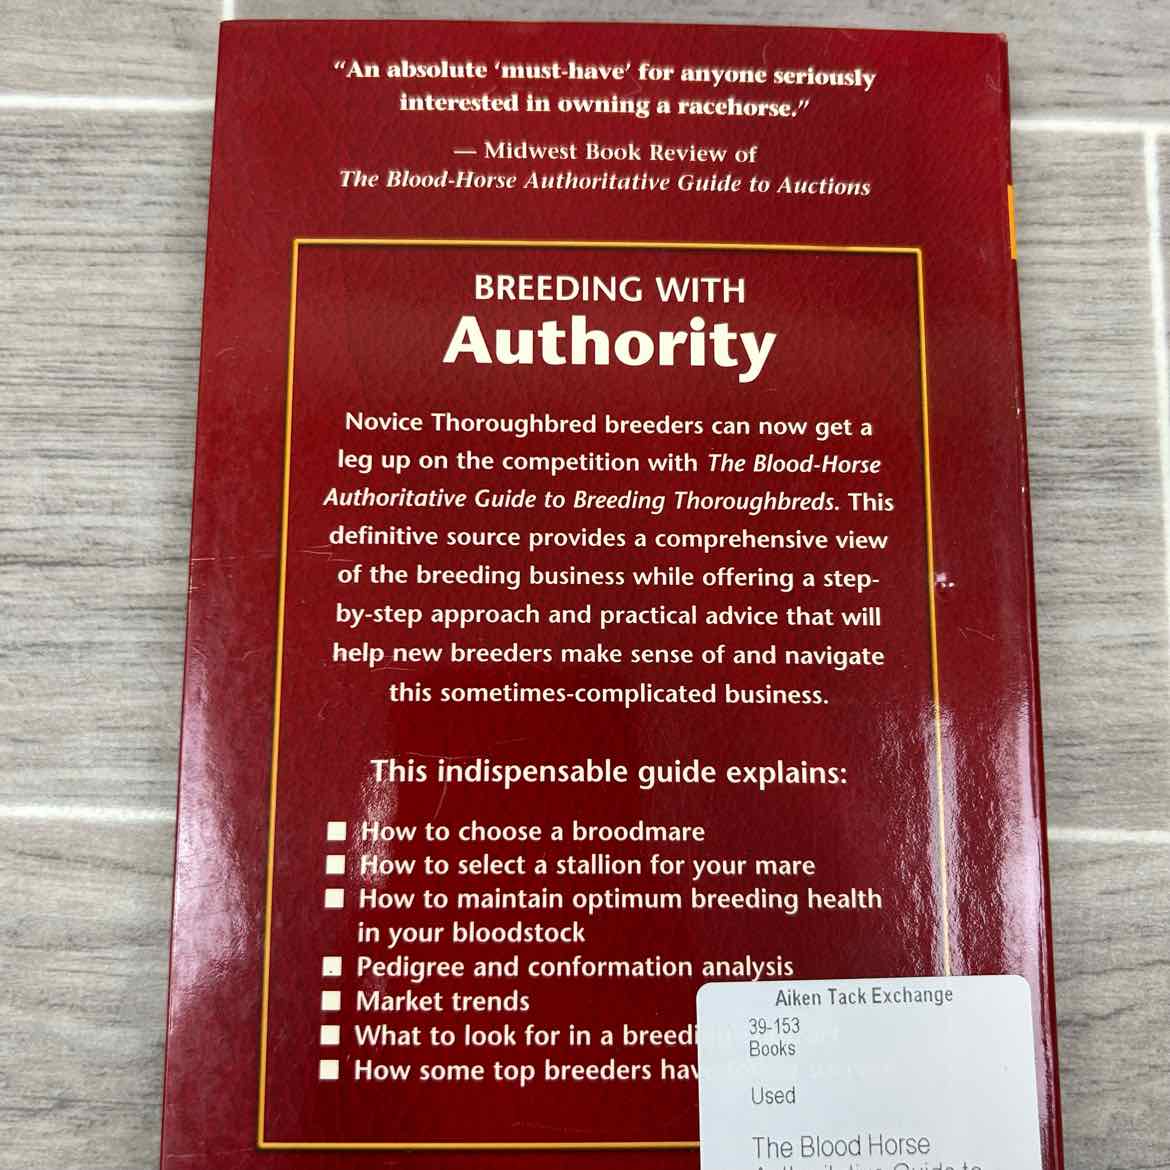 “An absolute ‘must-have’ for anyone seriously
interested in owning a racehorse.”
— Midwest Book Review of
The Blood-Horse Authoritative Guide to Auctions
BREEDING WITH
Authority
Novice Thoroughbred breeders can now get a
leg up on the competition with The Blood-Horse
Authoritative Guide to Breeding Thoroughbreds. This
definitive source provides a comprehensive view
of the breeding business while offering a step-
by-step approach and practical advice that will
help new breeders make sense of and navigate
this sometimes-complicated business.
This indispensable guide explains:
■ How to choose a broodmare
■ How to select a stallion for your mare
■ How to maintain optimum breeding health
in your bloodstock
■ Pedigree and conformation analysis
■ Market trends
■ What to look for in a
■ How some top breeders
Aiken Tack Exchange
39-153
Books
Used
The Blood Horse
Authoritative Guide to